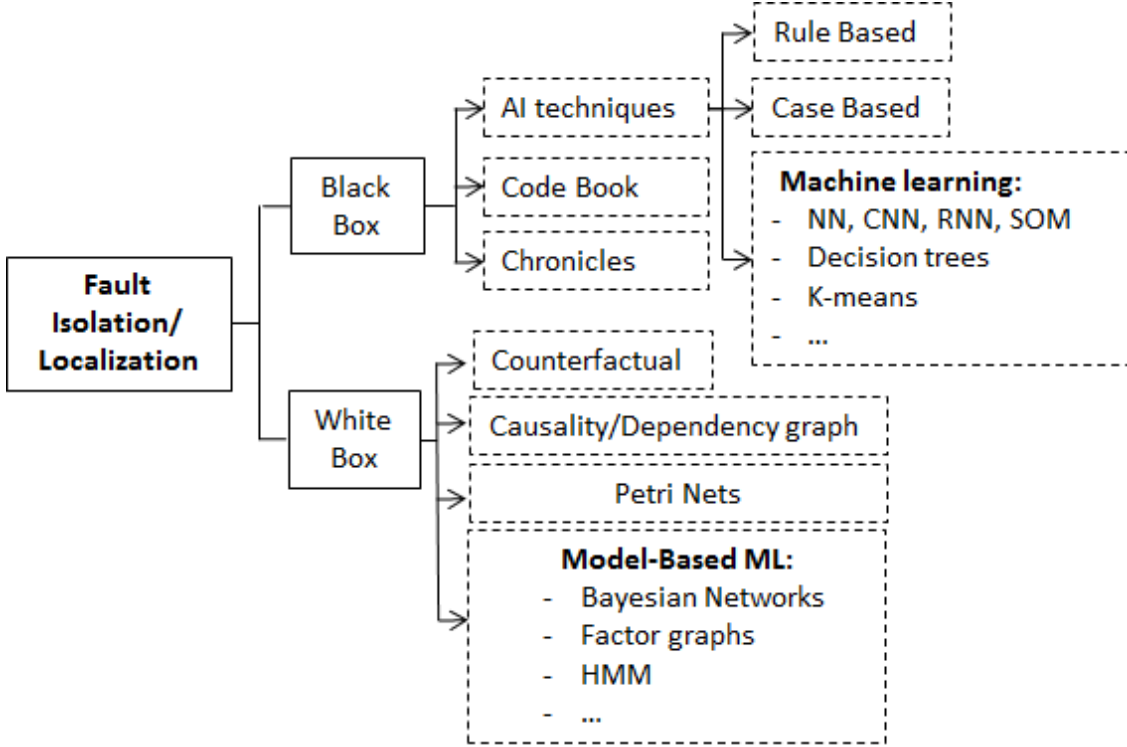 Fault
Isolation/
Localization
Black
Box
AI techniques
Code Book
Chronicles
Rule Based
Case Based
Machine learning:
- NN, CNN, RNN, SOM
- Decision trees
- K-means
- ...
White
Box
Counterfactual
Causality/Dependency graph
Petri Nets
Model-Based ML:
- Bayesian Networks
- Factor graphs
- HMM
- ...